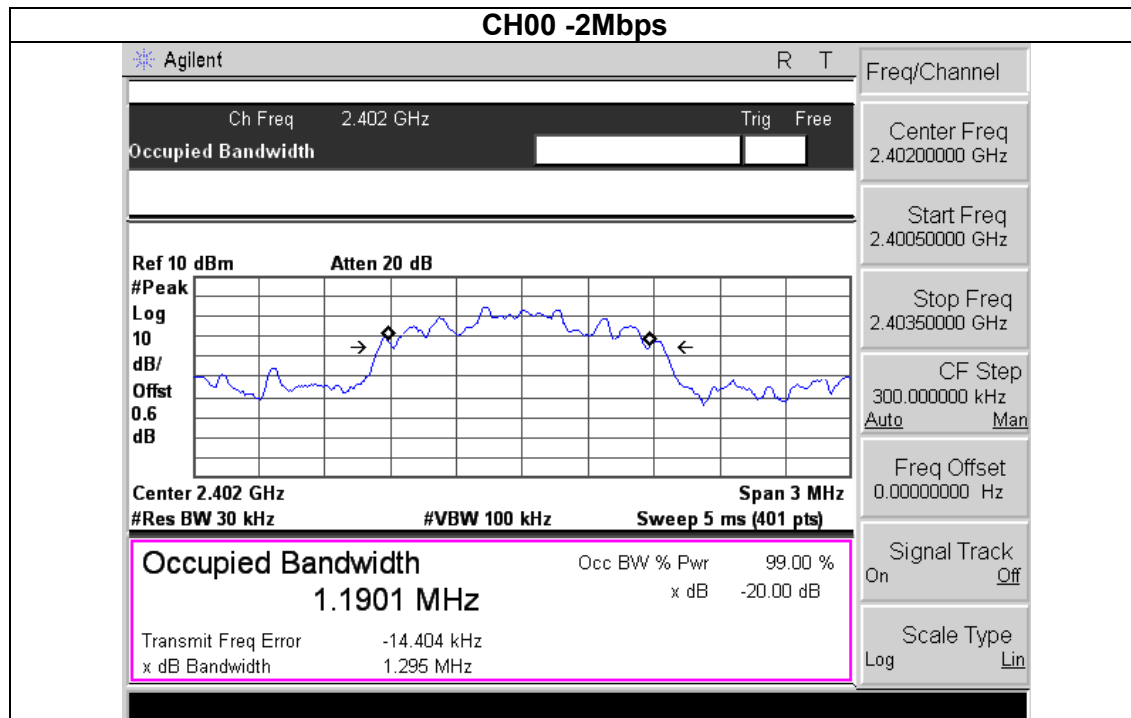 CH00 -2Mbps
Agilent R T
Ch Freq 2.402 GHz Trig Free
Occupied Bandwidth
Ref 10 dBm Atten 20 dB
#Peak
Log
10
dB/
Offst
0.6
dB
Center 2.402 GHz Span 3 MHz
#Res BW 30 kHz #VBW 100 kHz Sweep 5 ms (401 pts)
Occupied Bandwidth
1.1901 MHz
Occ BW % Pwr 99.00 %
x dB -20.00 dB
Transmit Freq Error -14.404 kHz
x dB Bandwidth 1.295 MHz
Freq/Channel
Center Freq
2.40200000 GHz
Start Freq
2.40050000 GHz
Stop Freq
2.40350000 GHz
CF Step
300.000000 kHz
Auto Man
Freq Offset
0.00000000 Hz
Signal Track
On Off
Scale Type
Log Lin